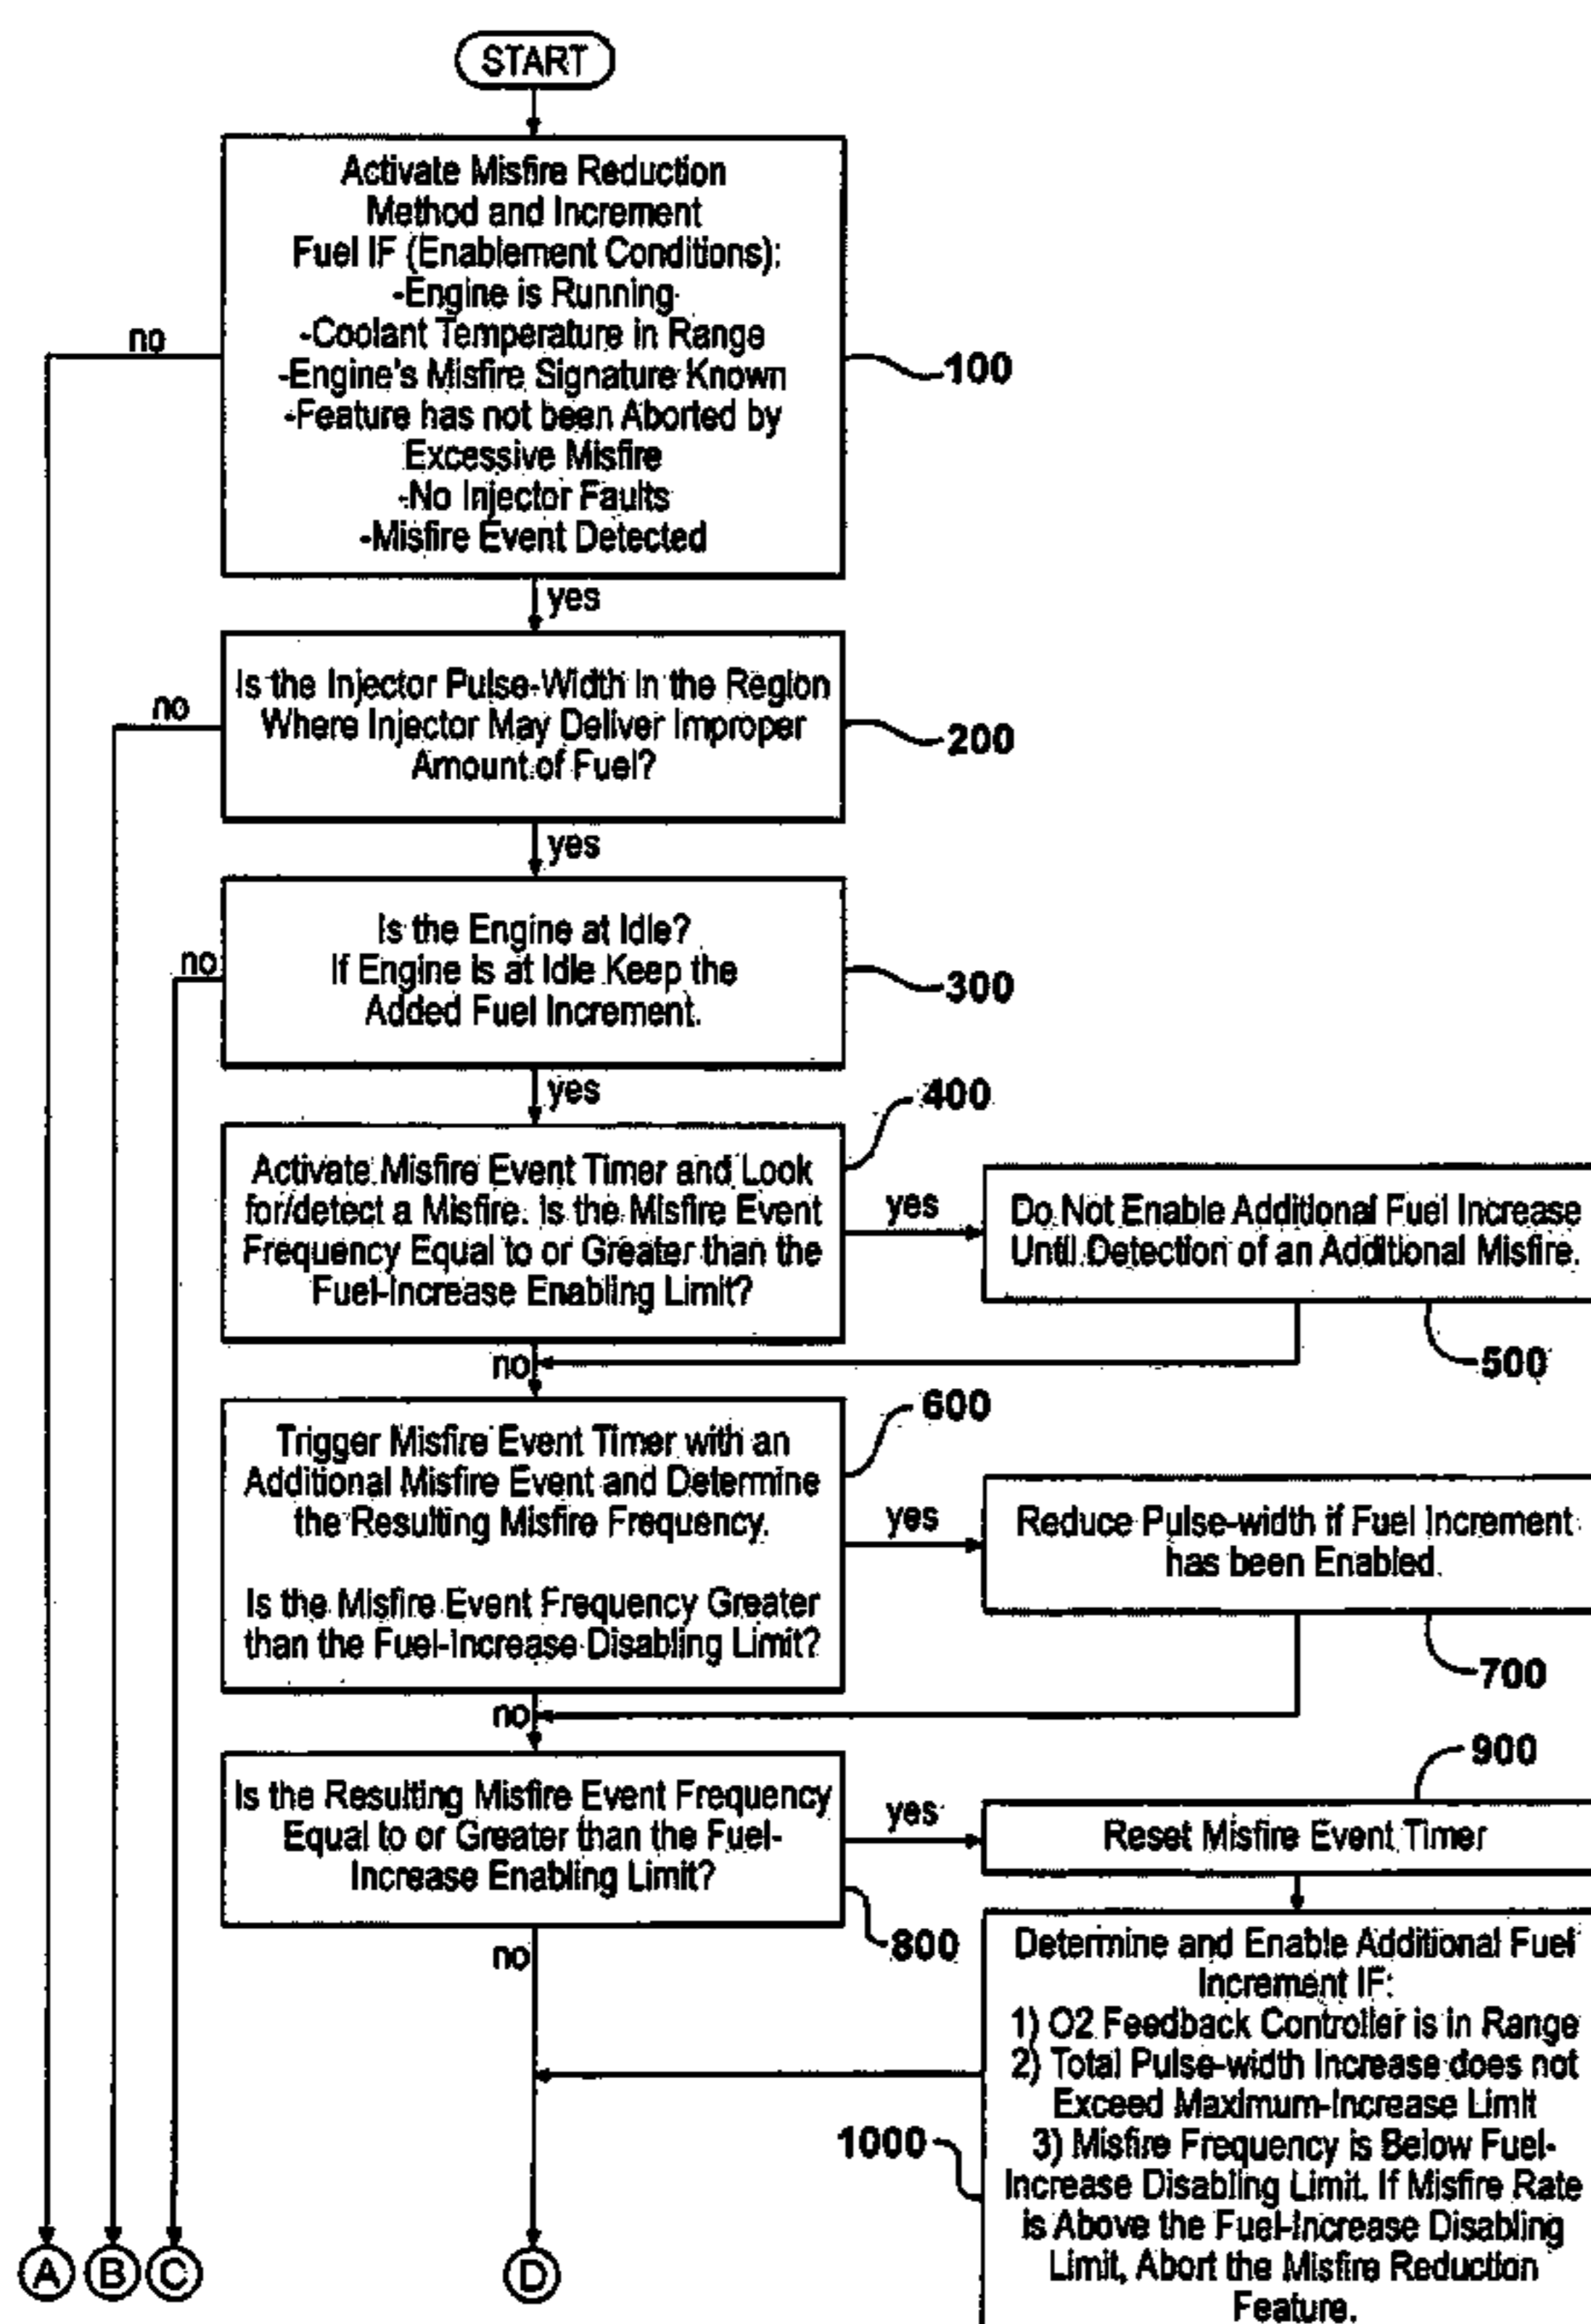 START
Activate Misfire Reduction
Method and Increment
Fuel IF (Enablement Conditions):
-Engine is Running
-Coolant Temperature in Range
-Engine's Misfire Signature Known
-Feature has not been Aborted by
Excessive Misfire
-No Injector Faults
-Misfire Event Detected
no
100
yes
Is the Injector Pulse-Width in the Region
Where Injector May Deliver Improper
Amount of Fuel?
no
200
yes
Is the Engine at Idle?
If Engine is at Idle Keep the
Added Fuel Increment.
no
300
yes
400
Activate Misfire Event Timer and Look
for/detect a Misfire. Is the Misfire Event
Frequency Equal to or Greater than the
Fuel-Increase Enabling Limit?
yes
Do Not Enable Additional Fuel Increase
Until Detection of an Additional Misfire.
500
no
600
Trigger Misfire Event Timer with an
Additional Misfire Event and Determine
the Resulting Misfire Frequency.
Is the Misfire Event Frequency Greater
than the Fuel-Increase Disabling Limit?
yes
Reduce Pulse-width if Fuel Increment
has been Enabled.
700
no
Is the Resulting Misfire Event Frequency
Equal to or Greater than the Fuel-
Increase Enabling Limit?
yes
900
Reset Misfire Event Timer
800
no
Determine and Enable Additional Fuel
Increment IF:
1) O2 Feedback Controller is in Range
2) Total Pulse-width Increase does not
Exceed Maximum-Increase Limit
3) Misfire Frequency is Below Fuel-
Increase Disabling Limit. If Misfire Rate
is Above the Fuel-Increase Disabling
Limit, Abort the Misfire Reduction
Feature.
1000
A
B
C
D